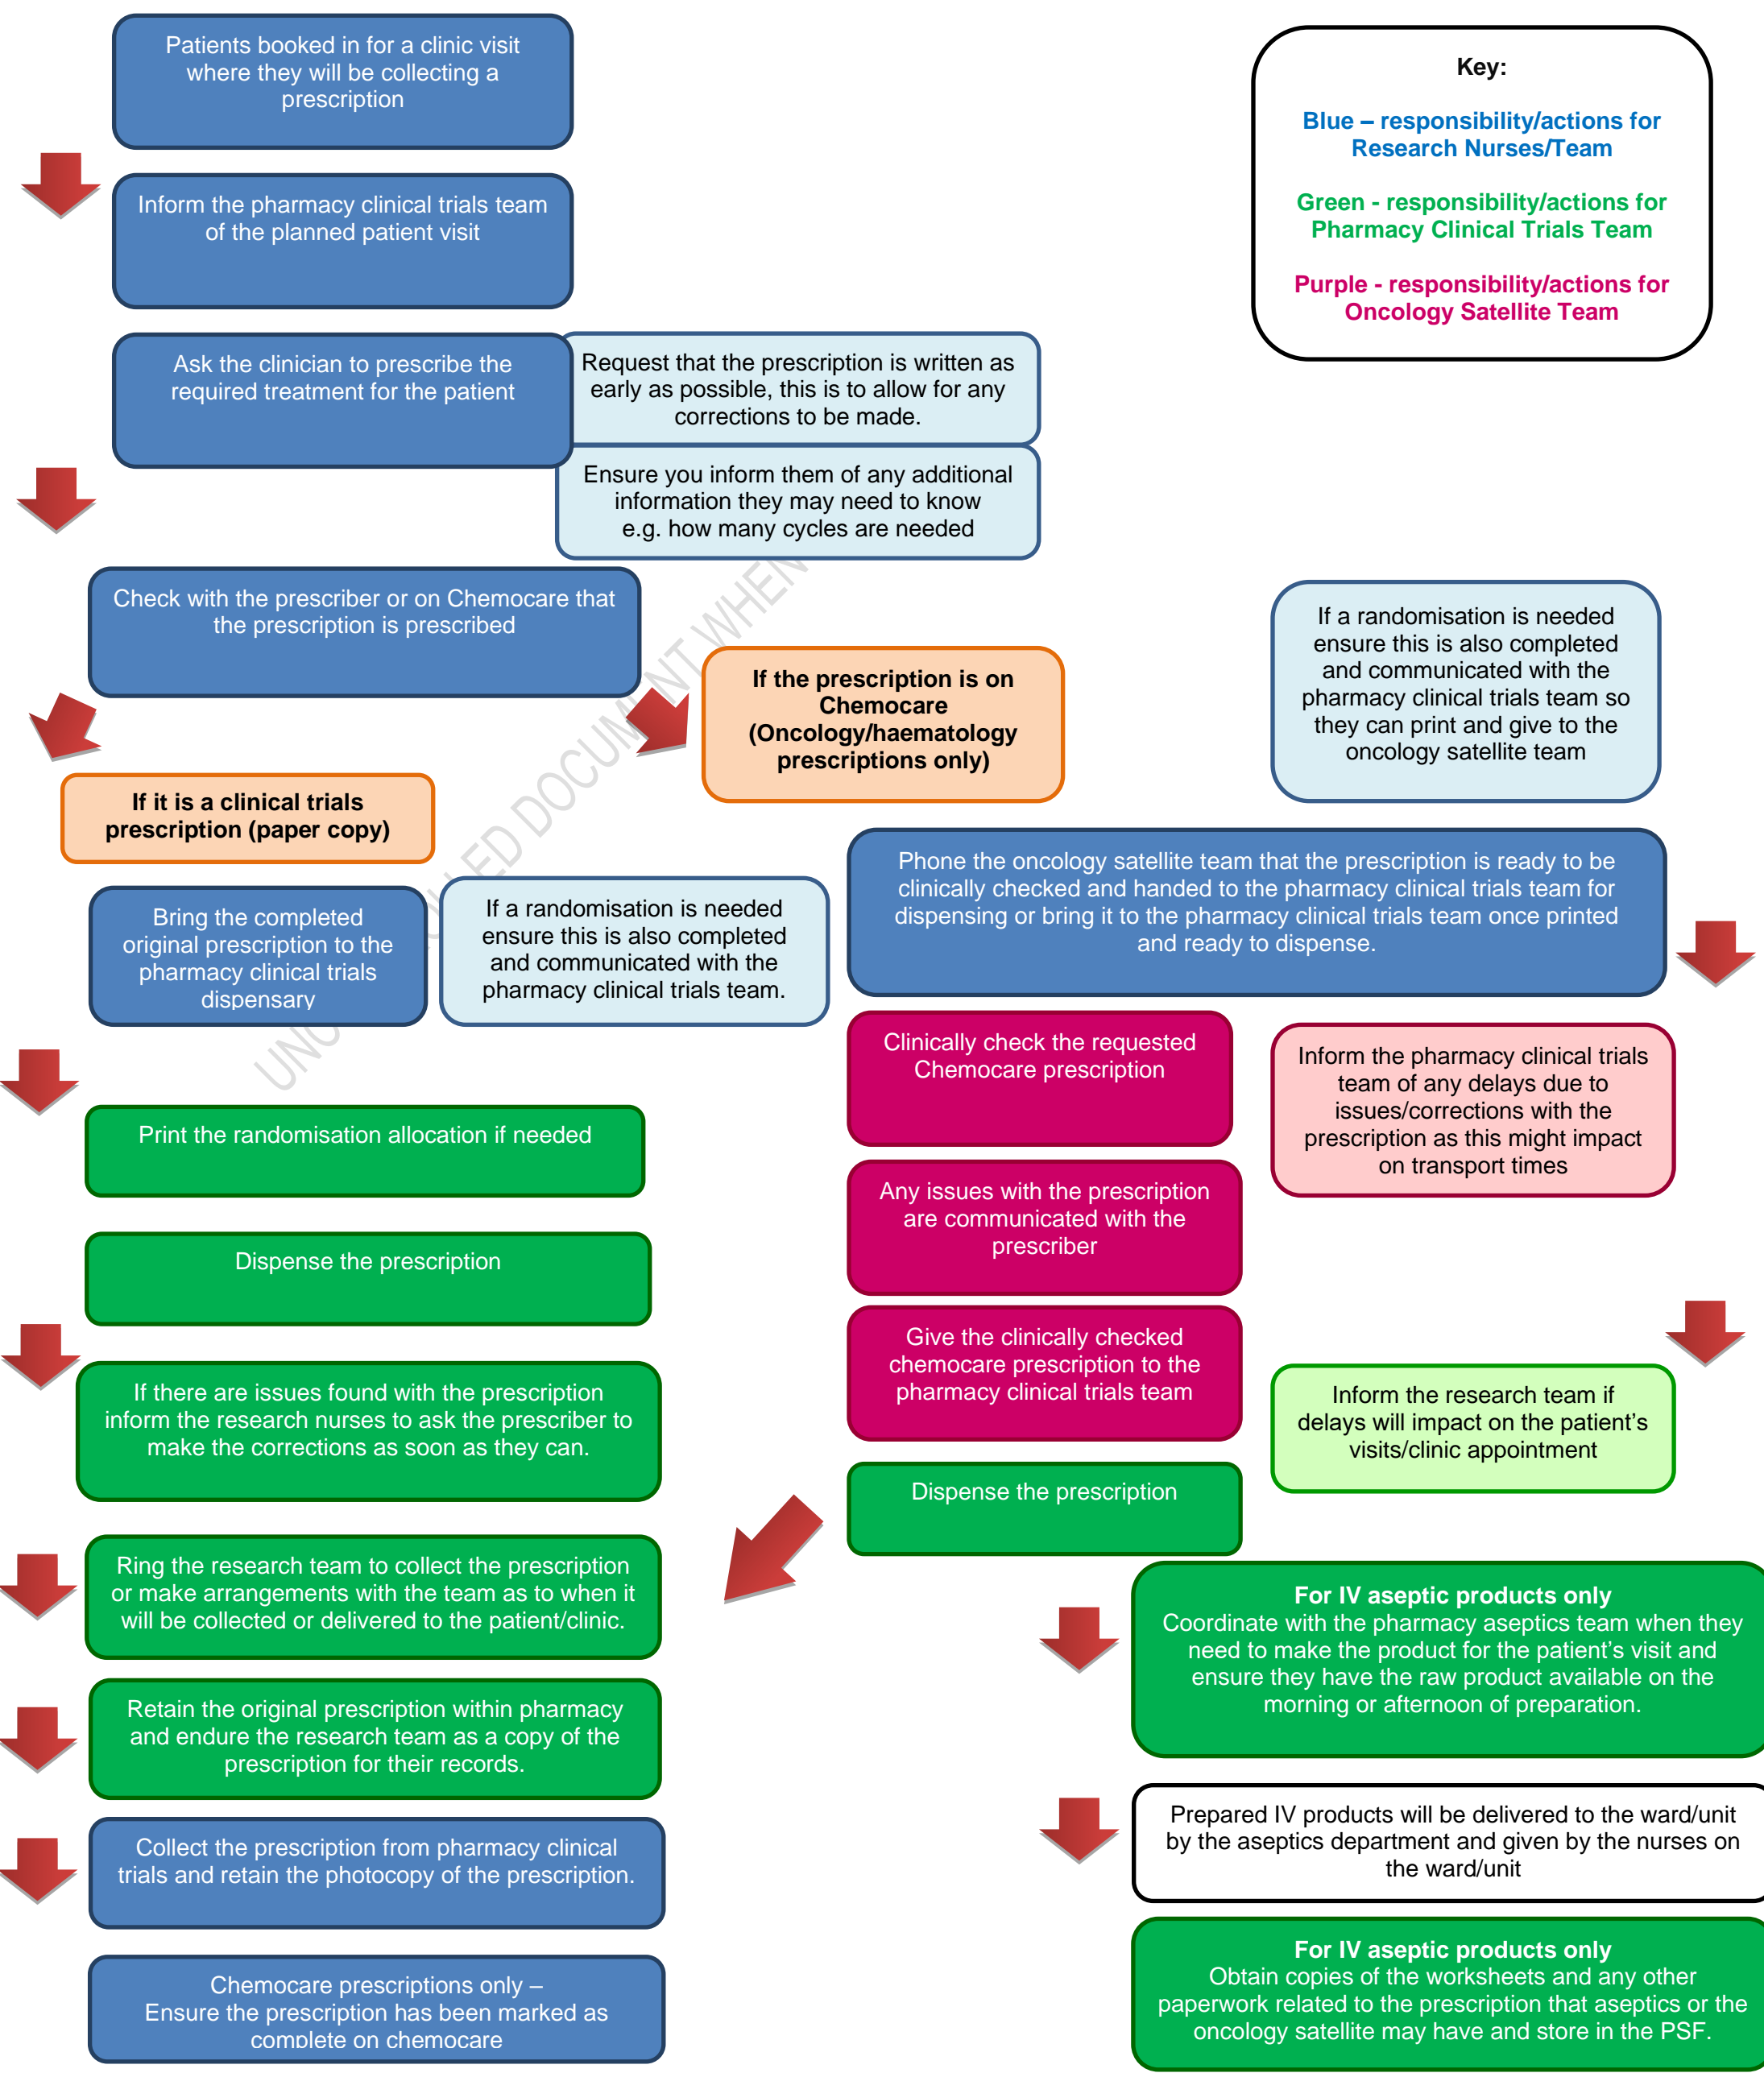 Patients booked in for a clinic visit
where they will be collecting a
prescription
Key:
Blue – responsibility/actions for
Research Nurses/Team
Green - responsibility/actions for
Pharmacy Clinical Trials Team
Purple - responsibility/actions for
Oncology Satellite Team
Inform the pharmacy clinical trials team
of the planned patient visit
Ask the clinician to prescribe the
required treatment for the patient
Request that the prescription is written as
early as possible, this is to allow for any
corrections to be made.
Ensure you inform them of any additional
information they may need to know
e.g. how many cycles are needed
Check with the prescriber or on Chemocare that
the prescription is prescribed
If the prescription is on
Chemocare
(Oncology/haematology
prescriptions only)
If a randomisation is needed
ensure this is also completed
and communicated with the
pharmacy clinical trials team so
they can print and give to the
oncology satellite team
If it is a clinical trials
prescription (paper copy)
Bring the completed
original prescription to the
pharmacy clinical trials
dispensary
If a randomisation is needed
ensure this is also completed
and communicated with the
pharmacy clinical trials team.
Phone the oncology satellite team that the prescription is ready to be
clinically checked and handed to the pharmacy clinical trials team for
dispensing or bring it to the pharmacy clinical trials team once printed
and ready to dispense.
Clinically check the requested
Chemocare prescription
Inform the pharmacy clinical trials
team of any delays due to
issues/corrections with the
prescription as this might impact
on transport times
Print the randomisation allocation if needed
Any issues with the prescription
are communicated with the
prescriber
Dispense the prescription
Give the clinically checked
chemocare prescription to the
pharmacy clinical trials team
If there are issues found with the prescription
inform the research nurses to ask the prescriber to
make the corrections as soon as they can.
Inform the research team if
delays will impact on the patient’s
visits/clinic appointment
Dispense the prescription
Ring the research team to collect the prescription
or make arrangements with the team as to when it
will be collected or delivered to the patient/clinic.
For IV aseptic products only
Coordinate with the pharmacy aseptics team when they
need to make the product for the patient’s visit and
ensure they have the raw product available on the
morning or afternoon of preparation.
Retain the original prescription within pharmacy
and endure the research team as a copy of the
prescription for their records.
Prepared IV products will be delivered to the ward/unit
by the aseptics department and given by the nurses on
the ward/unit
Collect the prescription from pharmacy clinical
trials and retain the photocopy of the prescription.
For IV aseptic products only
Obtain copies of the worksheets and any other
paperwork related to the prescription that aseptics or the
oncology satellite may have and store in the PSF.
Chemocare prescriptions only –
Ensure the prescription has been marked as
complete on chemocare
DOCUMENT WHEN